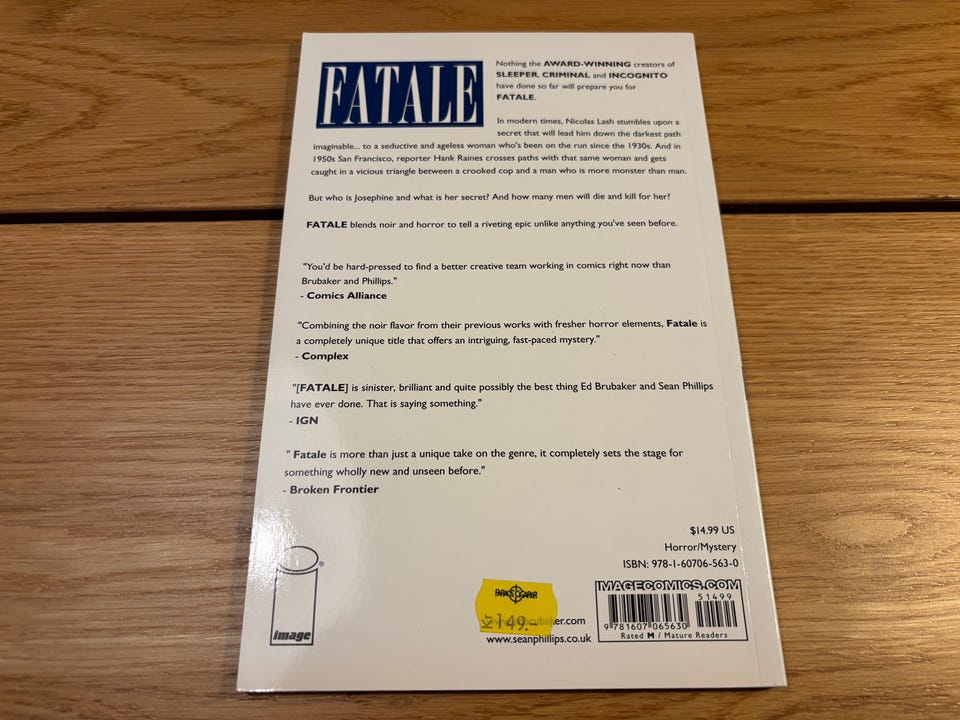 FATALE
Nothing the AWARD-WINNING creators of
SLEEPER, CRIMINAL and INCOGNITO
have done so far will prepare you for
FATALE.
In modern times, Nicolas Lash stumbles upon a
secret that will lead him down the darkest path
imaginable... to a seductive and ageless woman who's been on the run since the 1930s. And in
1950s San Francisco, reporter Hank Raines crosses paths with that same woman and gets
caught in a vicious triangle between a crooked cop and a man who is more monster than man.
But who is Josephine and what is her secret? And how many men will die and kill for her?
FATALE blends noir and horror to tell a riveting epic unlike anything you've seen before.
"You'd be hard-pressed to find a better creative team working in comics right now than
Brubaker and Phillips."
- Comics Alliance
"Combining the noir flavor from their previous works with fresher horror elements, Fatale is
a completely unique title that offers an intriguing, fast-paced mystery."
- Complex
"[FATALE] is sinister, brilliant and quite possibly the best thing Ed Brubaker and Sean Phillips
have ever done. That is saying something."
- IGN
" Fatale is more than just a unique take on the genre, it completely sets the stage for
something wholly new and unseen before."
- Broken Frontier
$14.99 US
Horror/Mystery
ISBN: 978-1-60706-563-0
IMAGECOMICS.COM
51499
9 781607 065630
Rated M / Mature Readers
149.-
www.seanphillips.co.uk
image